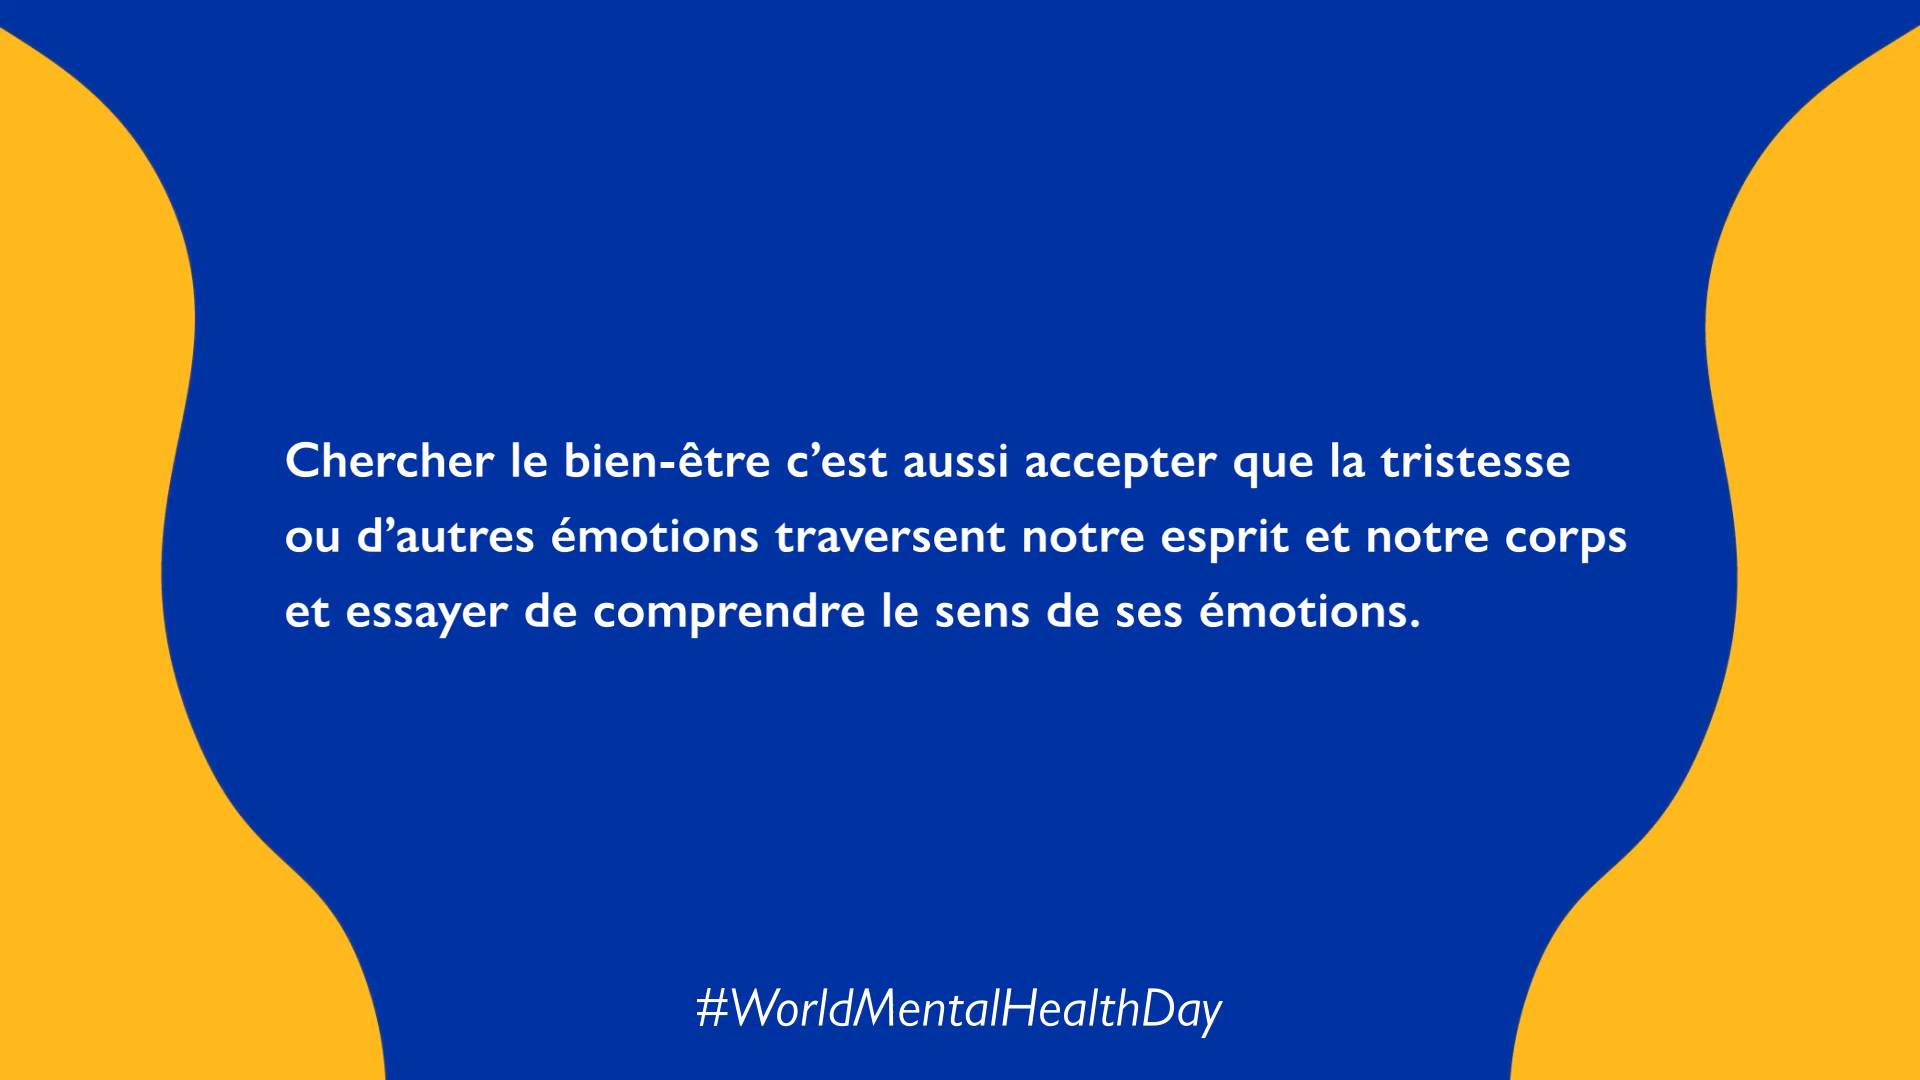 Chercher le bien-être c’est aussi accepter que la tristesse
ou d’autres émotions traversent notre esprit et notre corps
et essayer de comprendre le sens de ses émotions.
#WorldMentalHealthDay